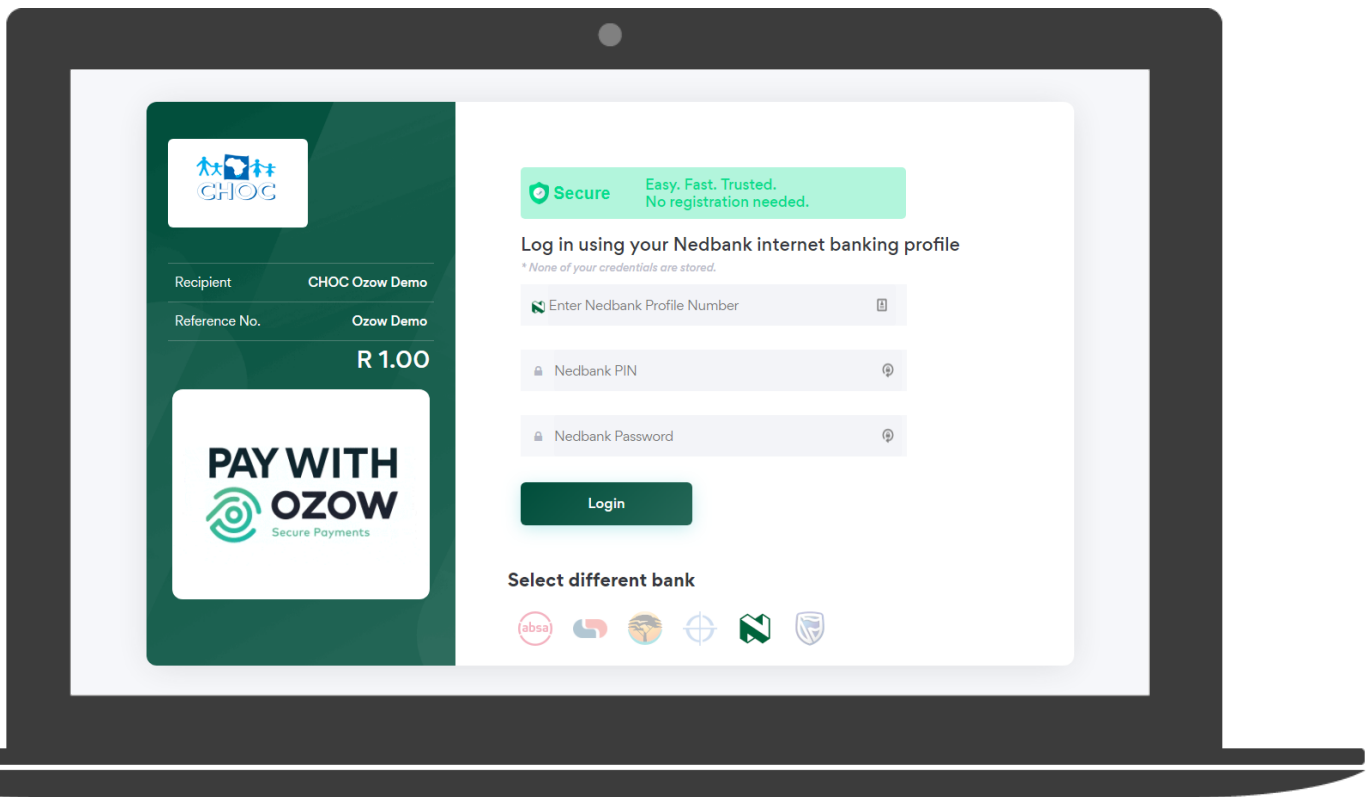 CHOC
Recipient CHOC Ozow Demo
Reference No. Ozow Demo
R 1.00
PAY WITH
OZOW
Secure Payments
Secure
Easy. Fast. Trusted.
No registration needed.
Log in using your Nedbank internet banking profile
* None of your credentials are stored.
Enter Nedbank Profile Number
Nedbank PIN
Nedbank Password
Login
Select different bank
absa